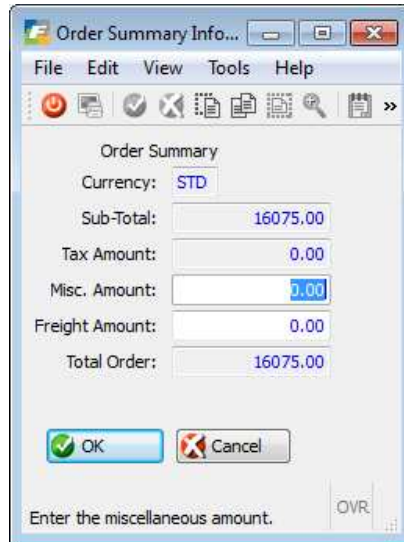 Order Summary Info...
File Edit View Tools Help
»
Order Summary
Currency: STD
Sub-Total: 16075.00
Tax Amount: 0.00
Misc. Amount: 0.00
Freight Amount: 0.00
Total Order: 16075.00
OK Cancel
Enter the miscellaneous amount. OVR